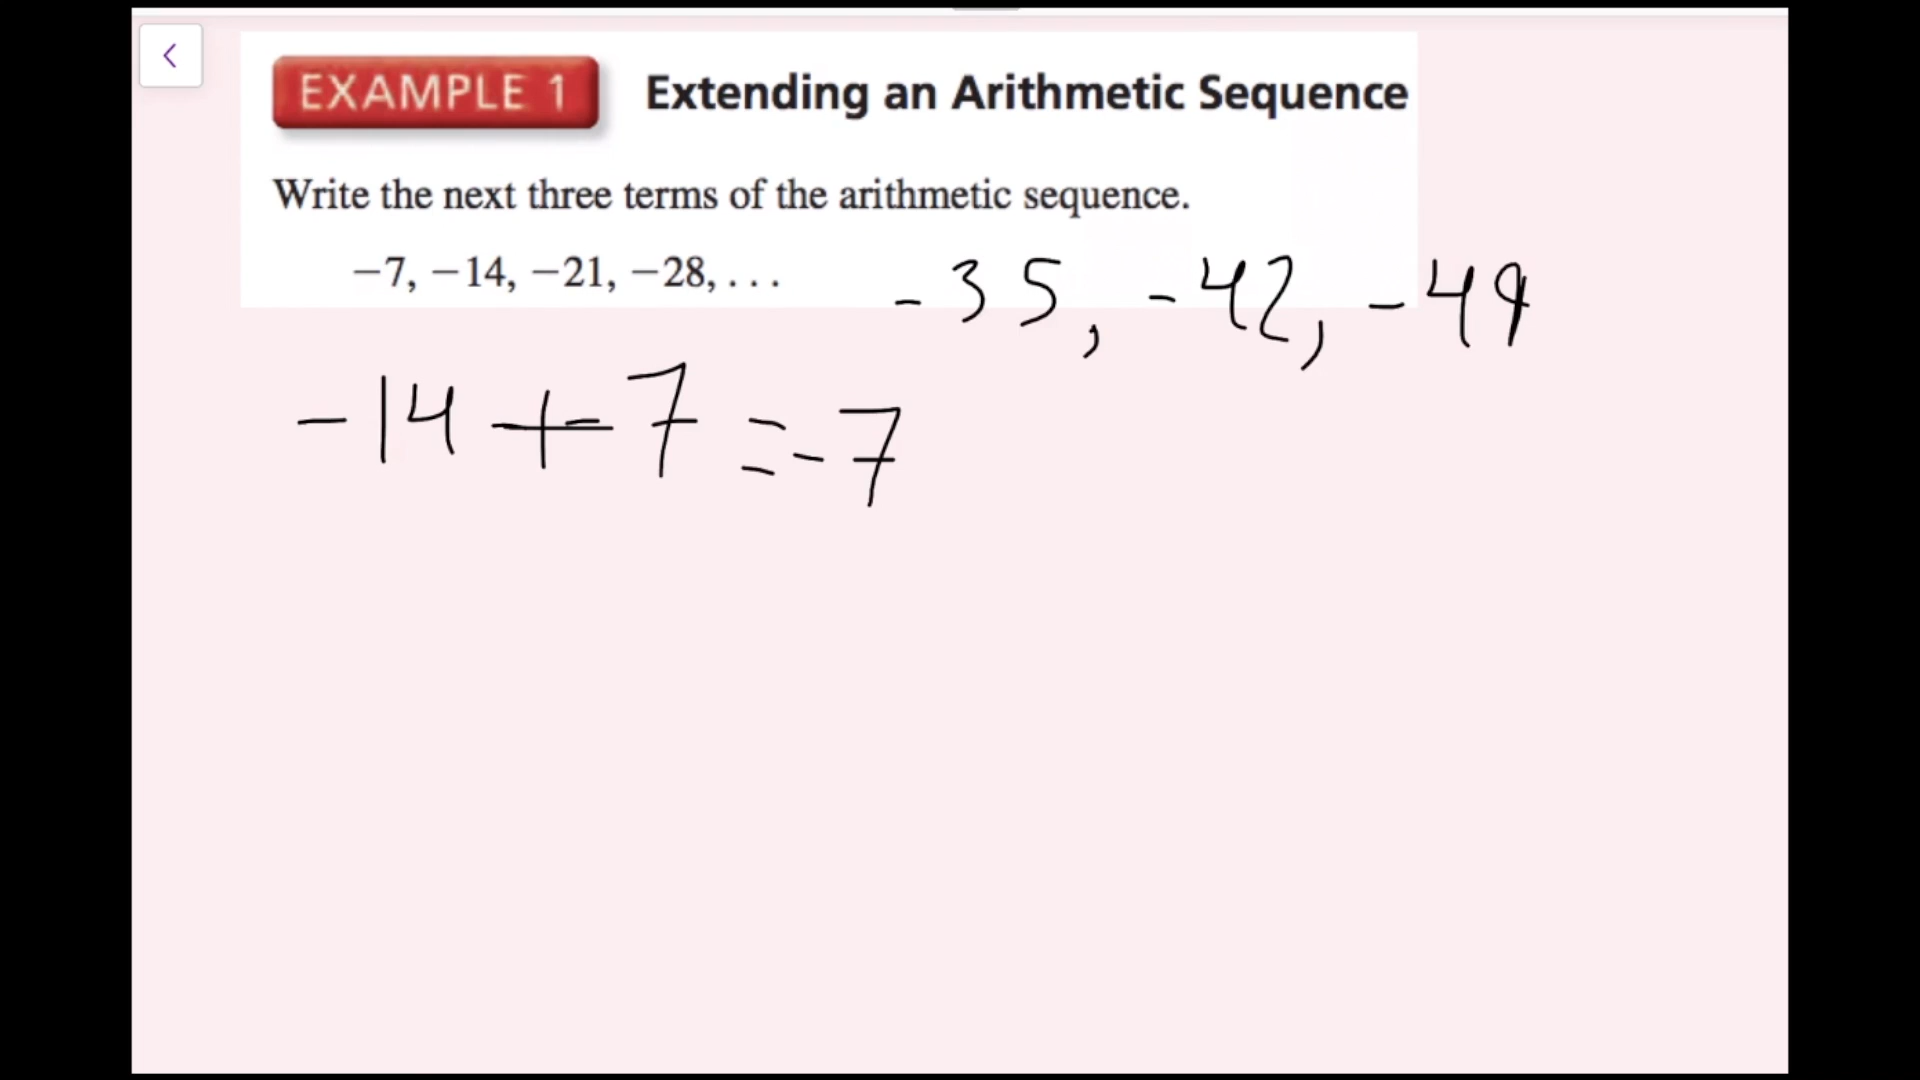 EXAMPLE 1 Extending an Arithmetic Sequence
Write the next three terms of the arithmetic sequence.
−7, −14, −21, −28, . . . -35, -42, -49
-14 +- 7 = -7